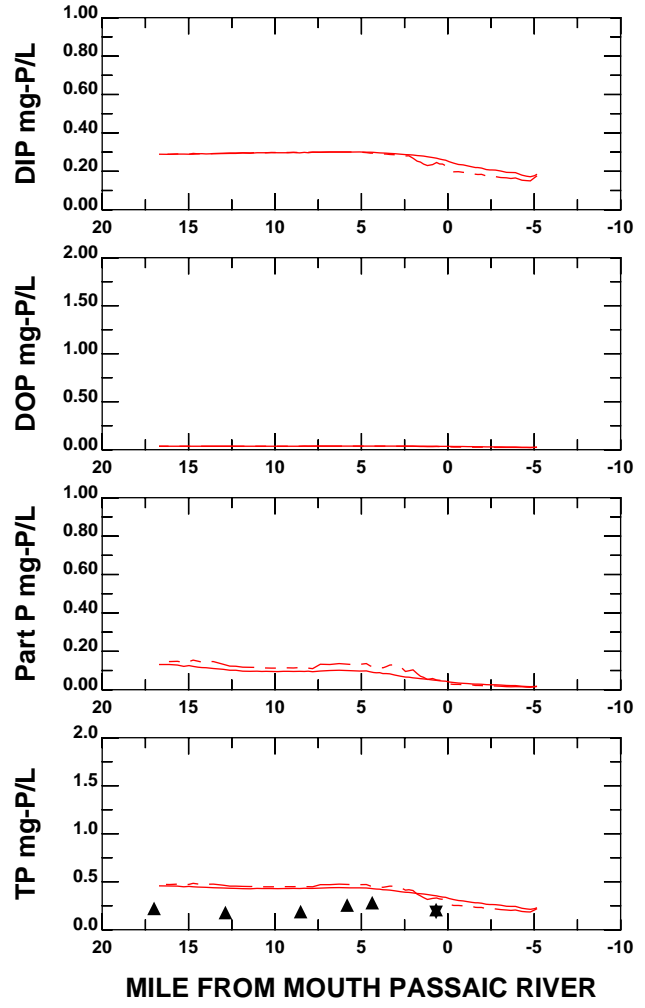 DIP mg-P/L
1.00
0.80
0.60
0.40
0.20
0.00
20 15 10 5 0 -5 -10
DOP mg-P/L
2.00
1.50
1.00
0.50
0.00
20 15 10 5 0 -5 -10
Part P mg-P/L
1.00
0.80
0.60
0.40
0.20
0.00
20 15 10 5 0 -5 -10
TP mg-P/L
2.0
1.5
1.0
0.5
0.0
20 15 10 5 0 -5 -10
MILE FROM MOUTH PASSAIC RIVER